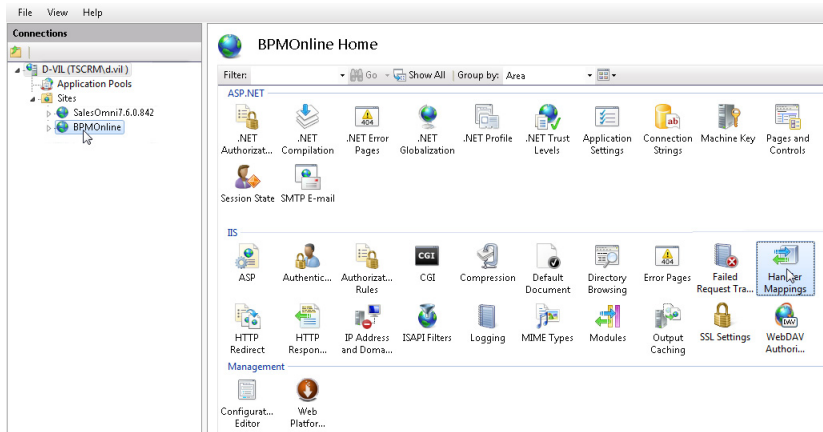 File View Help
Connections
D-VIL (TSCRM\d.vil )
Application Pools
Sites
SalesOmni7.6.0.842
BPMOnline
BPMOnline Home
Filter: Go Show All Group by: Area
ASP.NET
.NET Authorizat...
.NET Compilation
.NET Error Pages
.NET Globalization
.NET Profile
.NET Trust Levels
Application Settings
Connection Strings
Machine Key
Pages and Controls
Session State
SMTP E-mail
IIS
ASP
Authentic...
Authorizat... Rules
CGI
CGI
Compression
Default Document
Directory Browsing
404
Error Pages
Failed Request Tra...
Handler Mappings
HTTP Redirect
HTTP Respon...
IP Address and Doma...
ISAPI Filters
Logging
MIME Types
Modules
Output Caching
SSL Settings
DAV
WebDAV Authori...
Management
Configurat... Editor
Web Platfor...